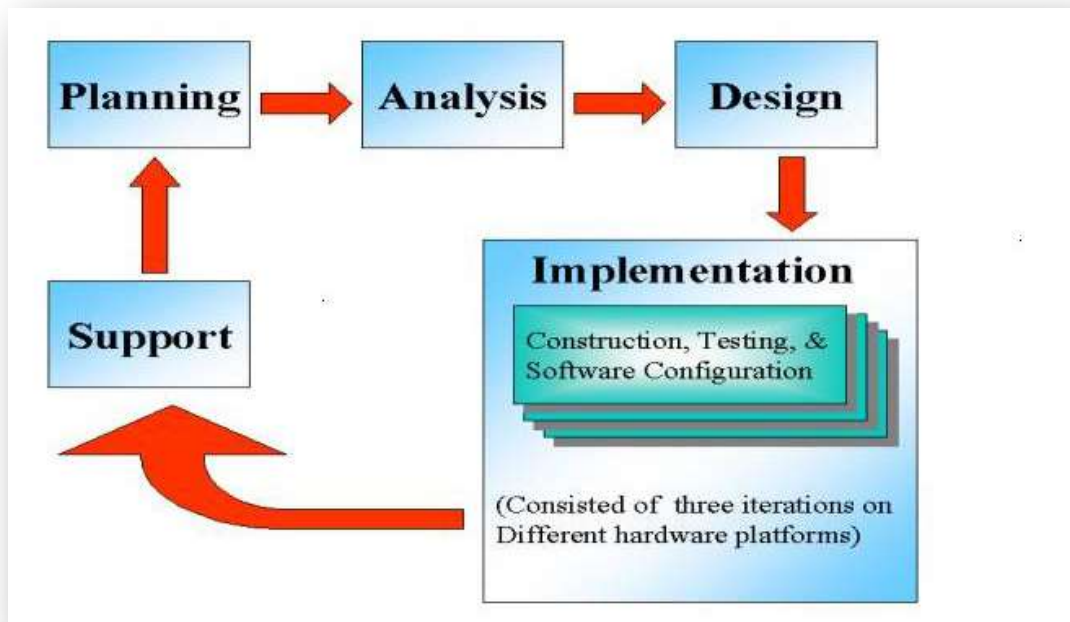 Planning
Analysis
Design
Implementation
Construction, Testing, &
Software Configuration
(Consisted of three iterations on
Different hardware platforms)
Support